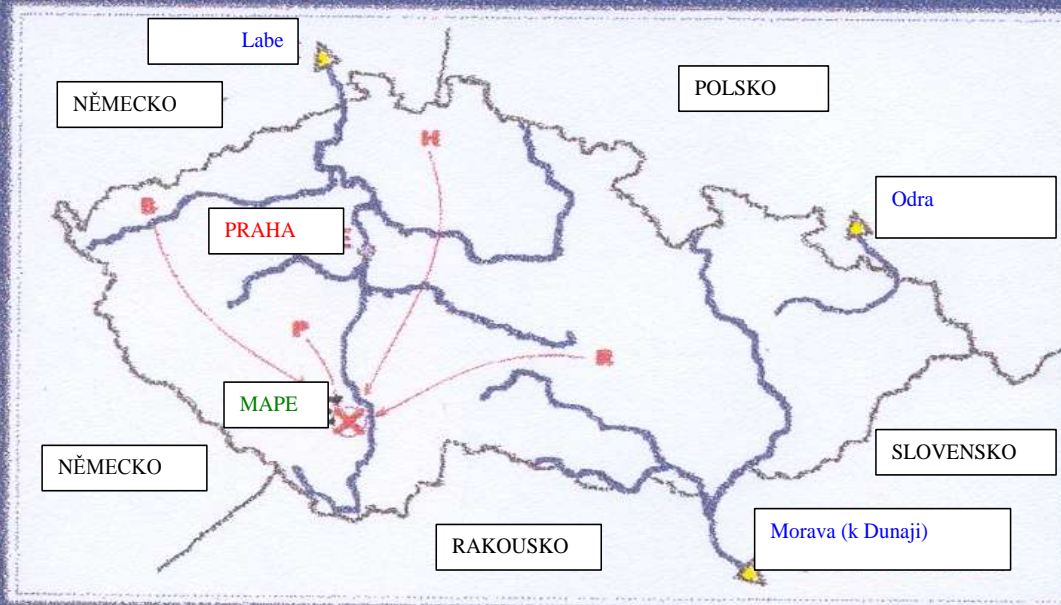 Labe
NĚMECKO
POLSKO
H
B
Odra
PRAHA
P
R
MAPE
NĚMECKO
SLOVENSKO
Morava (k Dunaji)
RAKOUSKO